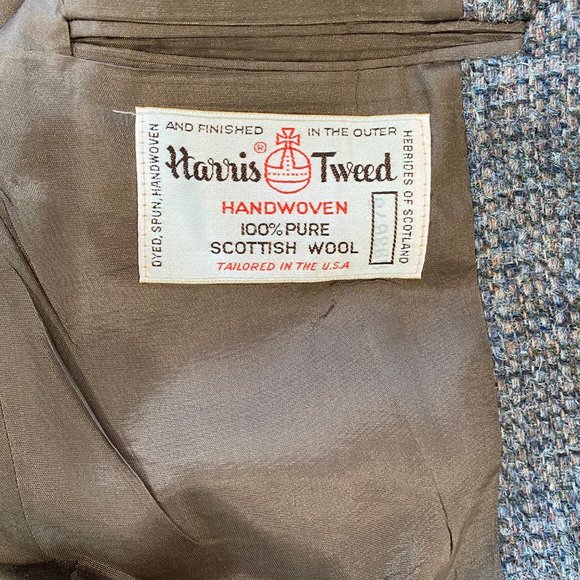 DYED, SPUN, HANDWOVEN
AND FINISHED IN THE OUTER
HEBRIDES OF SCOTLAND
Harris ® Tweed
HANDWOVEN
100% PURE
SCOTTISH WOOL
TAILORED IN THE U.S.A